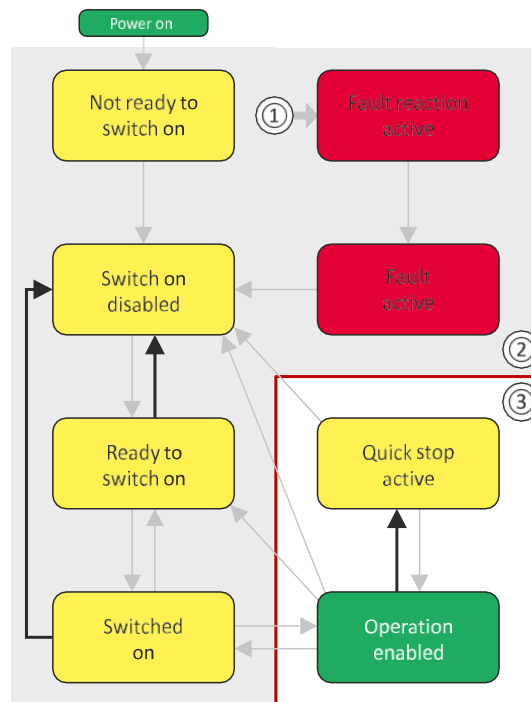 Power on
Not ready to
switch on
①
Fault reaction
active
Switch on
disabled
Fault
active
②
③
Ready to
switch on
Quick stop
active
Switched
on
Operation
enabled